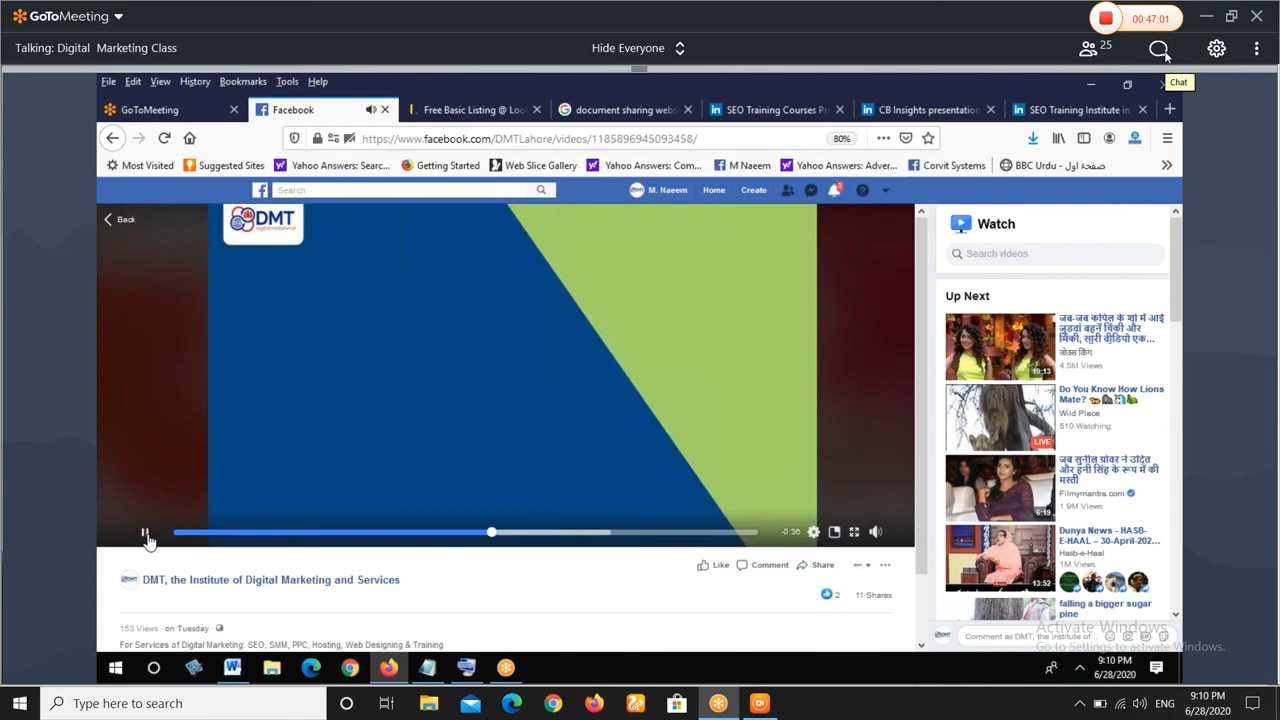 GoToMeeting
00:47:01
Talking: Digital Marketing Class
Hide Everyone
25
Chat
File Edit View History Bookmarks Tools Help
GoToMeeting
Facebook
Free Basic Listing @ Loo
document sharing webs
SEO Training Courses P
CB Insights presentation
SEO Training Institute in
https://www.facebook.com/DMTLahore/videos/1185896945093458/
80%
Most Visited
Suggested Sites
Yahoo Answers: Searc...
Getting Started
Web Slice Gallery
Yahoo Answers: Com...
M Naeem
Yahoo Answers: Adver...
Corvit Systems
صفحۂ اول - BBC Urdu
Search
M. Naeem
Home
Create
Back
DMT
Watch
Search videos
Up Next
जब-जब कपिल के शो में आई
जुड़वां बहनें चिंकी और
मिंकी, सारी वीडियो एक...
जोक्स किंग
4.5M Views
19:13
Do You Know How Lions
Mate?
Wild Place
510 Watching
LIVE
जब सुनील ग्रोवर ने उदित
और हनी सिंह के रूप में की
मस्ती
Filmymantra.com
1.9M Views
6:19
Dunya News - HASB-
E-HAAL – 30-April-202...
Hasb-e-Haal
1M Views
13:52
falling a bigger sugar
pine
-0:36
Like
Comment
Share
DMT, the Institute of Digital Marketing and Services
2
11 Shares
153 Views · on Tuesday
For Services of Digital Marketing: SEO, SMM, PPC, Hosting, Web Designing & Training
Comment as DMT, the Institute of...
Activate Windows
Go to Settings to activate Windows.
9:10 PM
6/28/2020
Type here to search
ENG
9:10 PM
6/28/2020